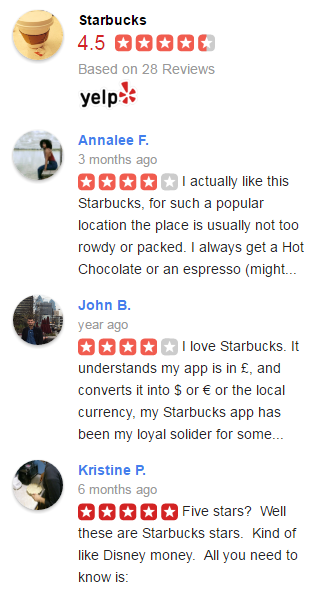 Starbucks
4.5
Based on 28 Reviews
yelp
Annalee F.
3 months ago
I actually like this
Starbucks, for such a popular
location the place is usually not too
rowdy or packed. I always get a Hot
Chocolate or an espresso (might...
John B.
year ago
I love Starbucks. It
understands my app is in £, and
converts it into $ or € or the local
currency, my Starbucks app has
been my loyal solider for some...
Kristine P.
6 months ago
Five stars?  Well
these are Starbucks stars.  Kind of
like Disney money.  All you need to
know is: